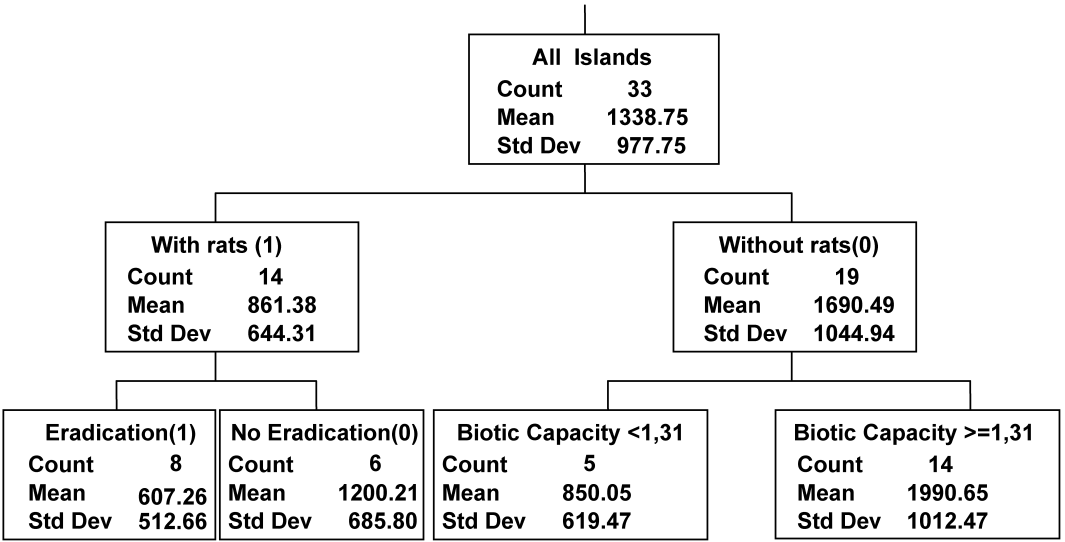 All Islands
Count 33
Mean 1338.75
Std Dev 977.75
With rats (1)
Count 14
Mean 861.38
Std Dev 644.31
Without rats(0)
Count 19
Mean 1690.49
Std Dev 1044.94
Eradication(1)
Count 8
Mean 607.26
Std Dev 512.66
No Eradication(0)
Count 6
Mean 1200.21
Std Dev 685.80
Biotic Capacity <1,31
Count 5
Mean 850.05
Std Dev 619.47
Biotic Capacity >=1,31
Count 14
Mean 1990.65
Std Dev 1012.47